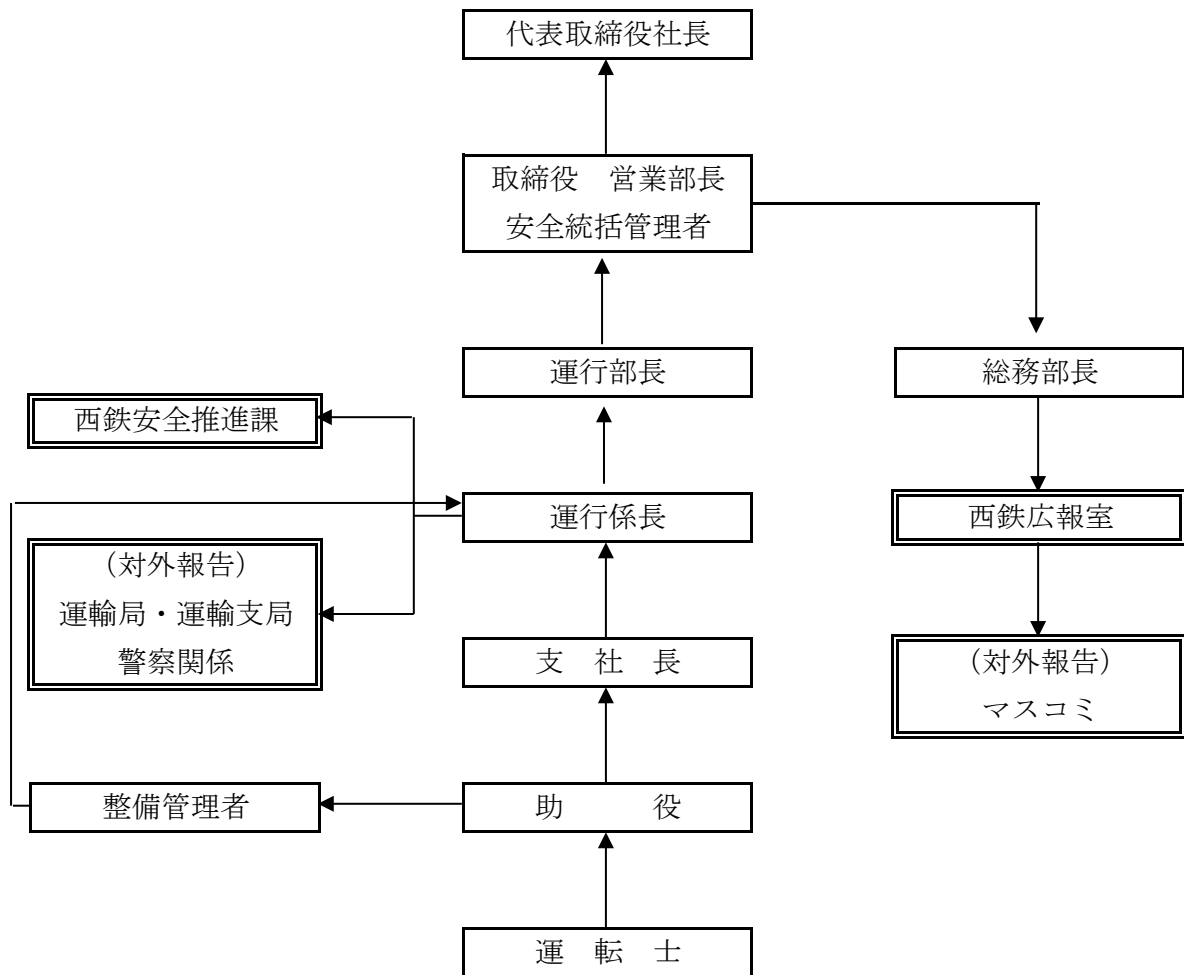 代表取締役社長
取締役　営業部長
安全統括管理者
運行部長
総務部長
西鉄安全推進課
運行係長
西鉄広報室
（対外報告）
運輸局・運輸支局
警察関係
支　社　長
（対外報告）
マスコミ
整備管理者
助　　　役
運　転　士